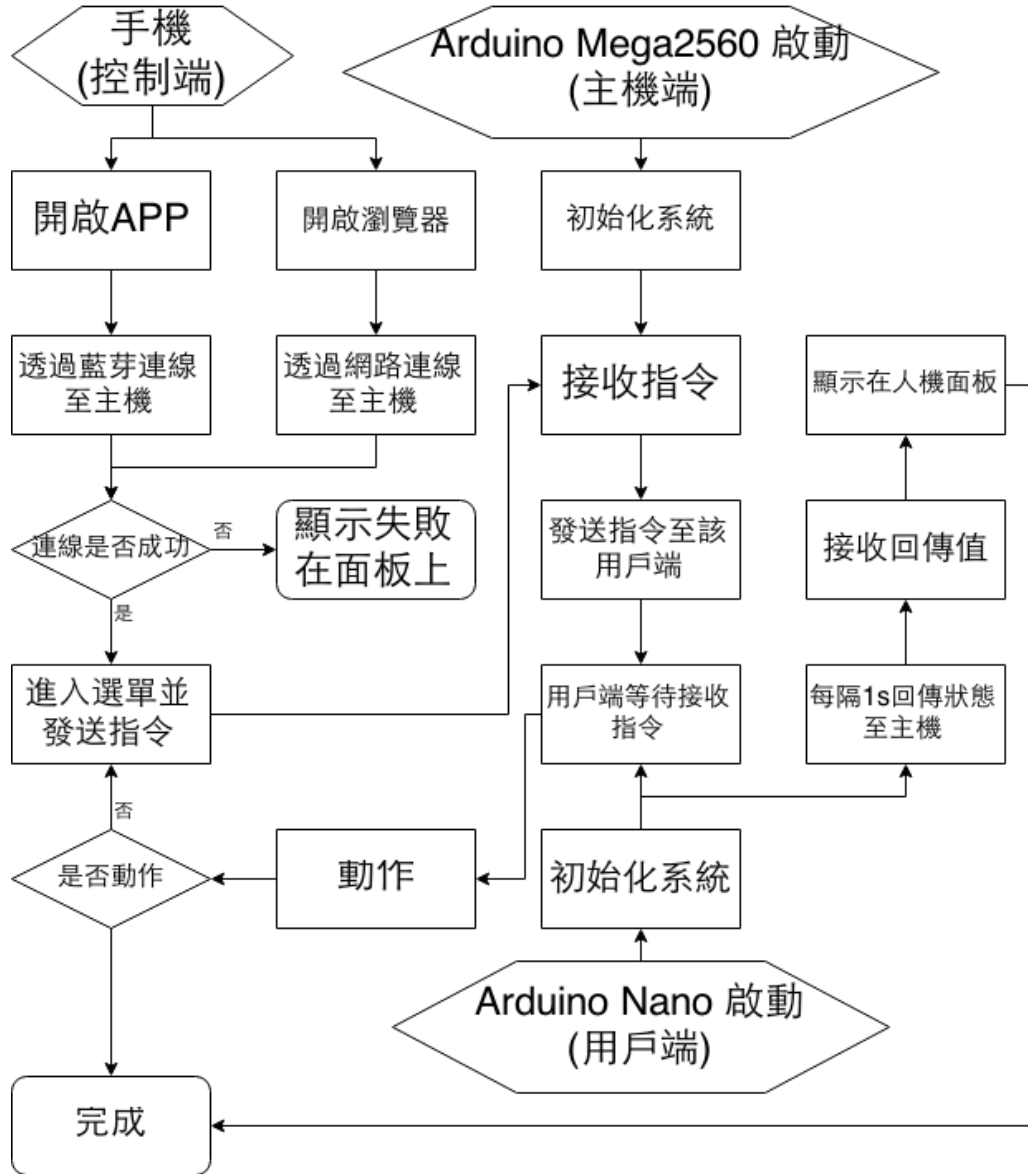 手機
(控制端)
Arduino Mega2560 啟動
(主機端)
開啟APP
開啟瀏覽器
初始化系統
透過藍芽連線
至主機
透過網路連線
至主機
接收指令
顯示在人機面板
連線是否成功
否
顯示失敗
在面板上
發送指令至該
用戶端
接收回傳值
是
進入選單並
發送指令
用戶端等待接收
指令
每隔1s回傳狀態
至主機
否
是否動作
動作
初始化系統
Arduino Nano 啟動
(用戶端)
完成